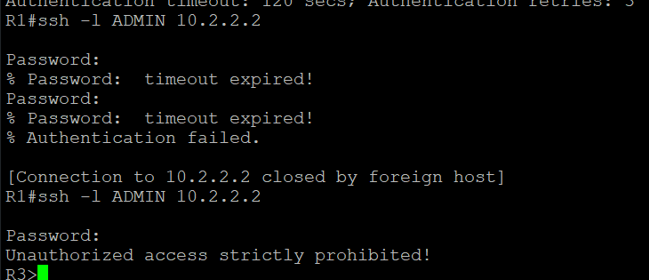 Authentication timeout: 120 secs; Authentication retries: 3
R1#ssh -l ADMIN 10.2.2.2
Password:
% Password:  timeout expired!
Password:
% Password:  timeout expired!
% Authentication failed.
[Connection to 10.2.2.2 closed by foreign host]
R1#ssh -l ADMIN 10.2.2.2
Password:
Unauthorized access strictly prohibited!
R3>